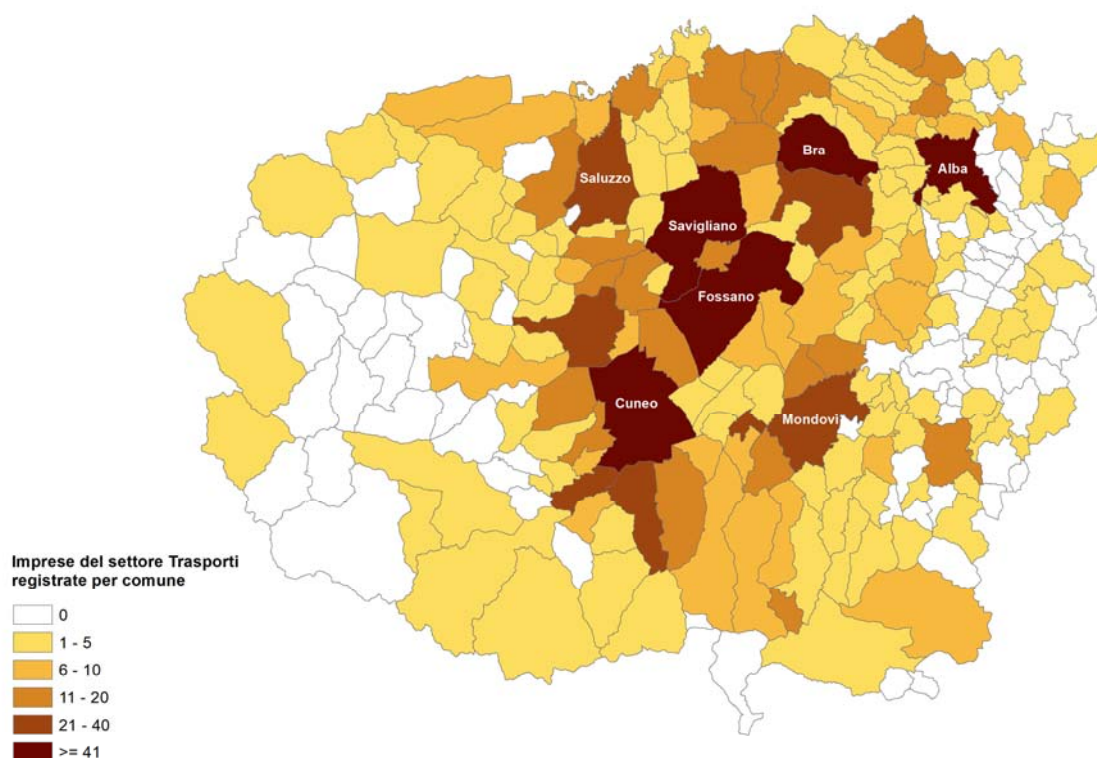 Bra
Alba
Saluzzo
Savigliano
Fossano
Cuneo
Mondovì
Imprese del settore Trasporti
registrate per comune
0
1 - 5
6 - 10
11 - 20
21 - 40
>= 41